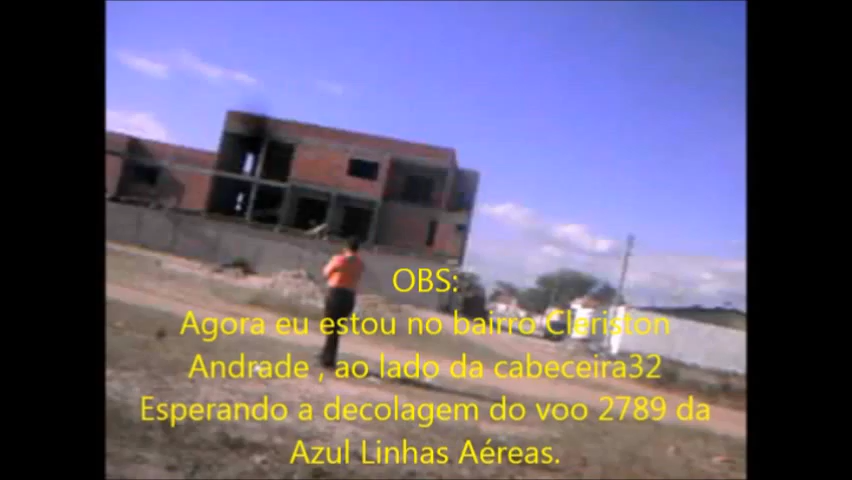 OBS:
Agora eu estou no bairro Cleriston
Andrade , ao lado da cabeceira32
Esperando a decolagem do voo 2789 da
Azul Linhas Aéreas.